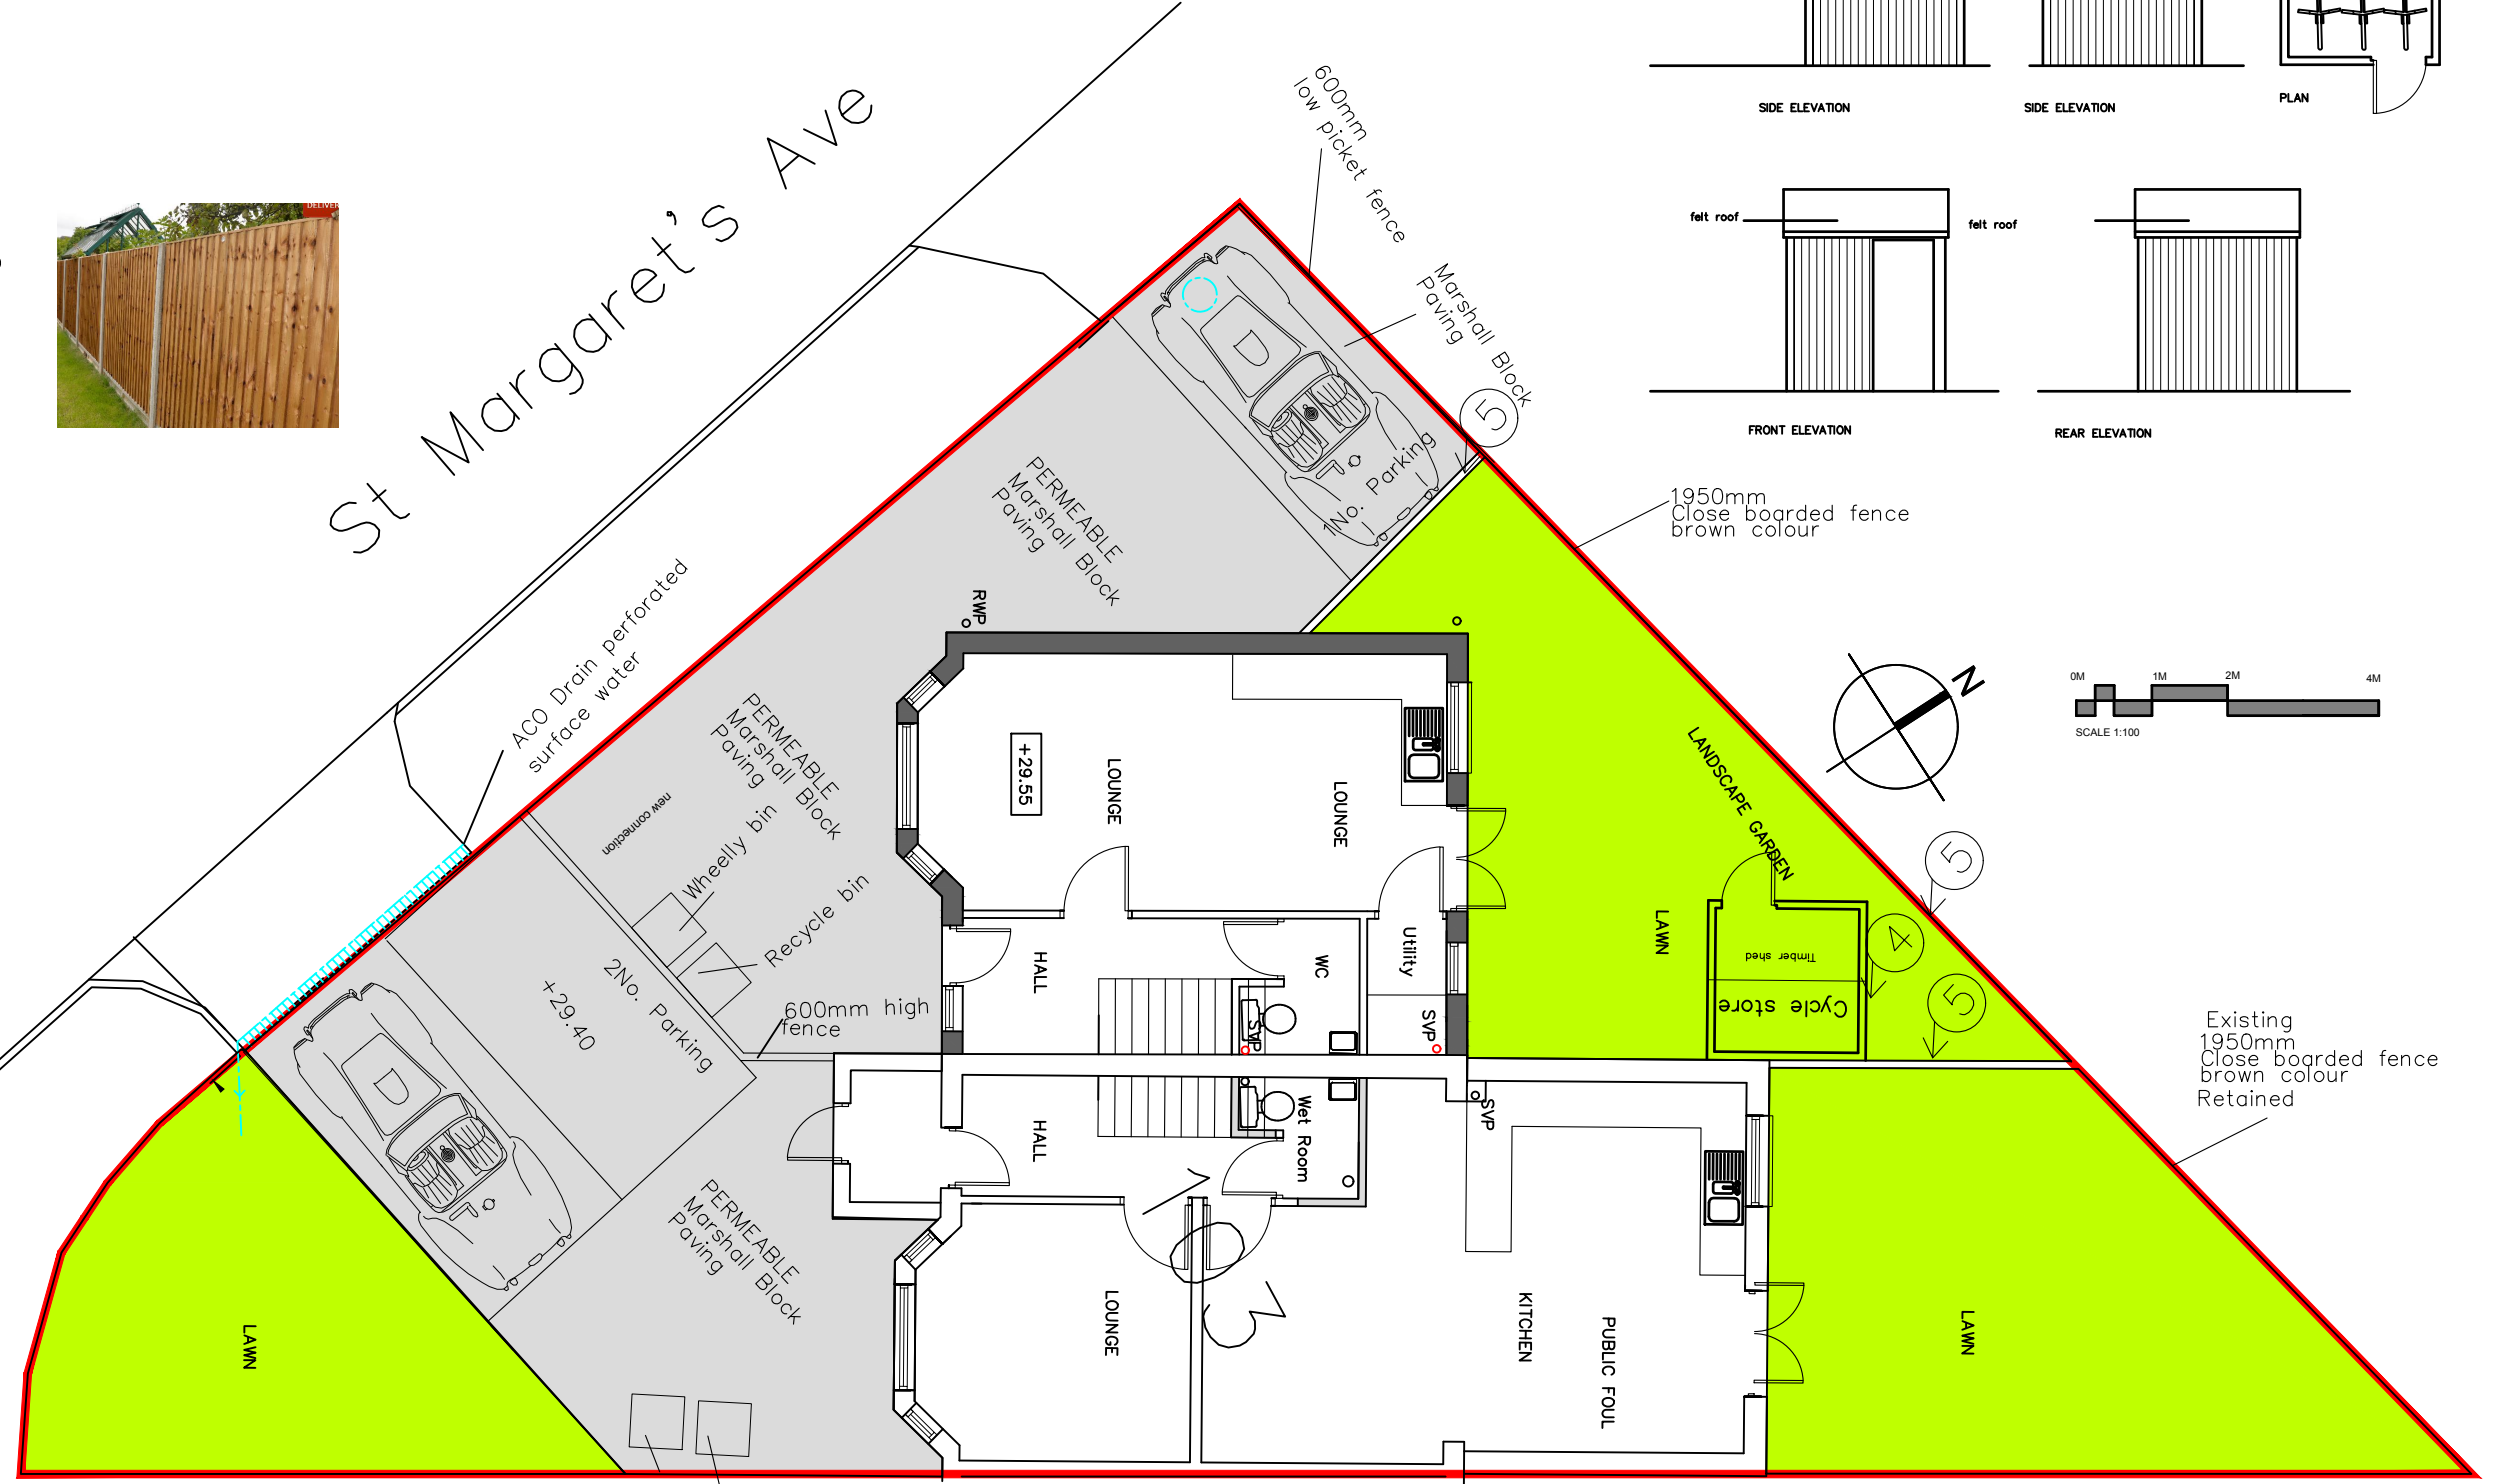 SIDE ELEVATION
SIDE ELEVATION
PLAN
DELIVER
St Margaret's Ave
600mm
low picket fence
felt roof
felt roof
FRONT ELEVATION
REAR ELEVATION
Marshall Block
Paving
5
1No. Parking
1950mm
Close boarded fence
brown colour
PERMEABLE
Marshall Block
Paving
RWP
ACO Drain perforated
surface water
PERMEABLE
Marshall Block
Paving
new connection
Wheelly bin
Recycle bin
+29.55
LOUNGE
LOUNGE
LANDSCAPE GARDEN
N
0M
1M
2M
4M
SCALE 1:100
5
4
5
LAWN
Timber shed
Cycle store
HALL
WC
Utility
SVP
SVP
2No. Parking
+29.40
600mm high
fence
Existing
1950mm
Close boarded fence
brown colour
Retained
HALL
Wet Room
SVP
PERMEABLE
Marshall Block
Paving
LAWN
LOUNGE
KITCHEN
PUBLIC FOUL
LAWN